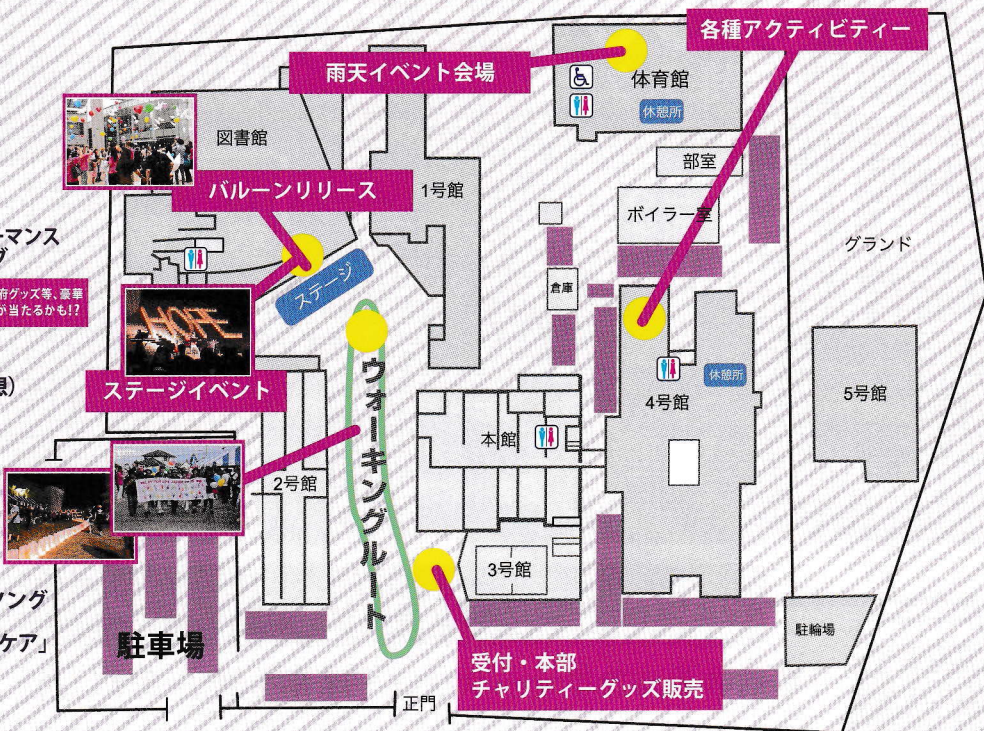 各種アクティビティー
雨天イベント会場
体育館
休憩所
図書館
部室
バルーンリリース
1号館
ボイラー室
グランド
マンス
グ
府グッズ等、豪華
が当たるかも!?
ステージ
倉庫
HOPE
ウォーキングルート
休憩所
ステージイベント
4号館
5号館
本館
2号館
3号館
ケア」
駐車場
駐輪場
受付・本部
チャリティーグッズ販売
正門